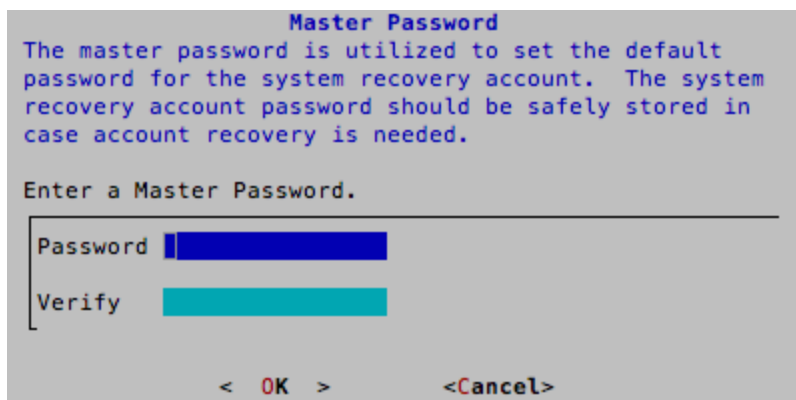 Master Password
The master password is utilized to set the default
password for the system recovery account.  The system
recovery account password should be safely stored in
case account recovery is needed.
Enter a Master Password.
Password
Verify
<  OK  > <Cancel>